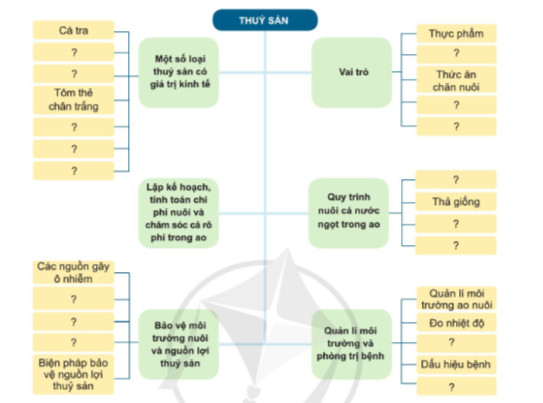 THUỶ SẢN
Cá tra
?
?
Tôm thẻ
chân trắng
?
?
?
Một số loại
thuỷ sản có
giá trị kinh tế
Vai trò
Thực phẩm
?
Thức ăn
chăn nuôi
?
?
Lập kế hoạch,
tính toán chi
phí nuôi và
chăm sóc cá rô
phi trong ao
Quy trình
nuôi cá nước
ngọt trong ao
?
Thả giống
?
?
Các nguồn gây
ô nhiễm
?
?
?
Biện pháp bảo
vệ nguồn lợi
thuỷ sản
Bảo vệ môi
trường nuôi
và nguồn lợi
thuỷ sản
Quản lí môi
trường và
phòng trị bệnh
Quản lí môi
trường ao nuôi
Đo nhiệt độ
?
Dấu hiệu bệnh
?